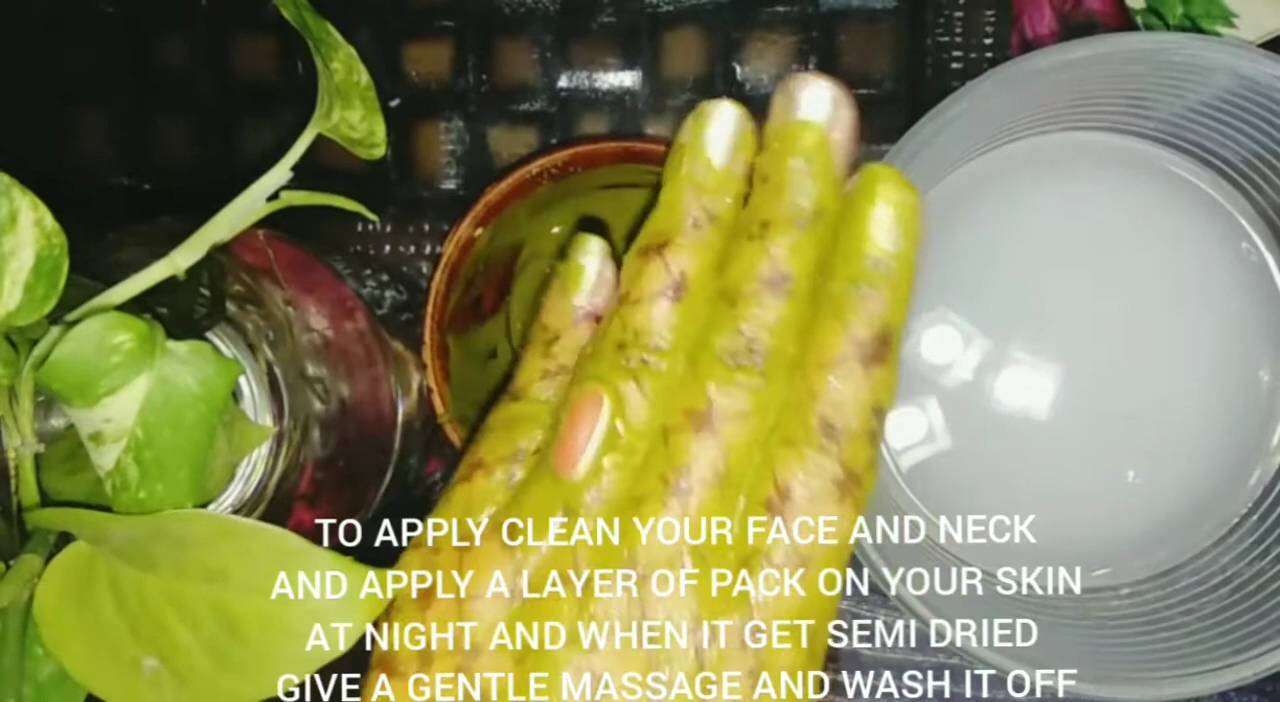 TO APPLY CLEAN YOUR FACE AND NECK
AND APPLY A LAYER OF PACK ON YOUR SKIN
AT NIGHT AND WHEN IT GET SEMI DRIED
GIVE A GENTLE MASSAGE AND WASH IT OFF